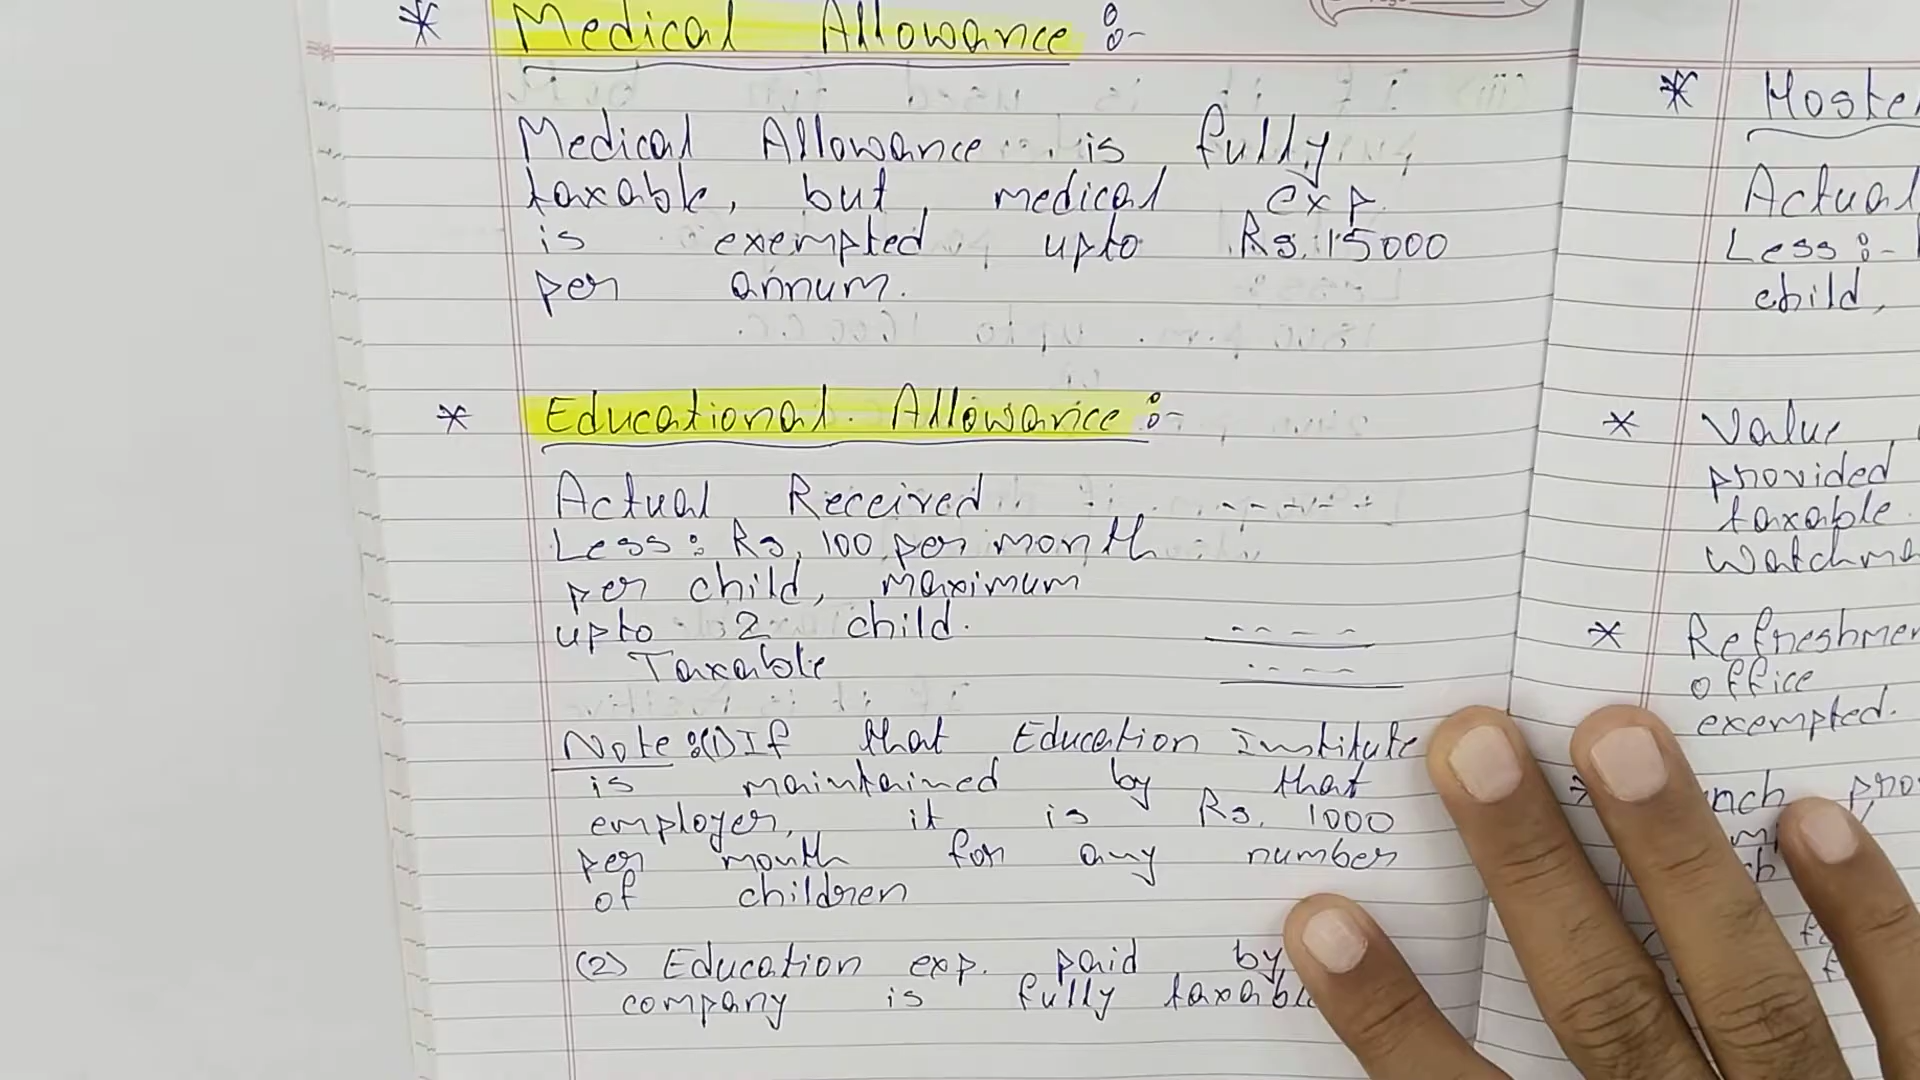 * Medical Allowance :-
Medical Allowance is fully
taxable, but medical exp.
is exempted upto Rs. 15000
per annum.
* Educational Allowance :-
Actual Received
Less : Rs. 100 per month
per child, maximum
upto 2 child.
Taxable
Note :(1) If that Education Institute
is maintained by that
employer, it is Rs. 1000
per month for any number
of children
(2) Education exp. paid by
company is fully taxable
* Hoste
Actual
Less :-
child,
* Value
provided
taxable.
Watchma
* Refreshme
office
exempted.